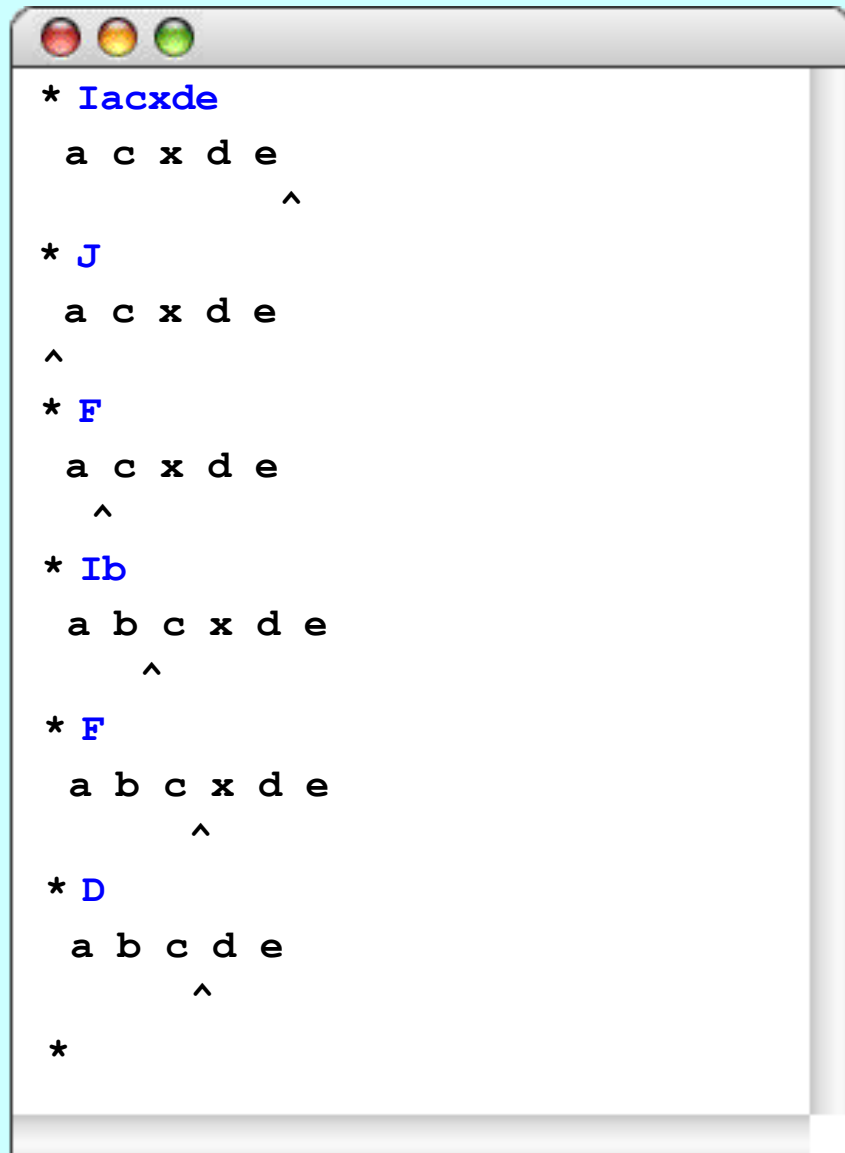 * Iacxde
 a c x d e
          ^
* J
 a c x d e
^
* F
 a c x d e
  ^
* Ib
 a b c x d e
    ^
* F
 a b c x d e
      ^
* D
 a b c d e
      ^
*